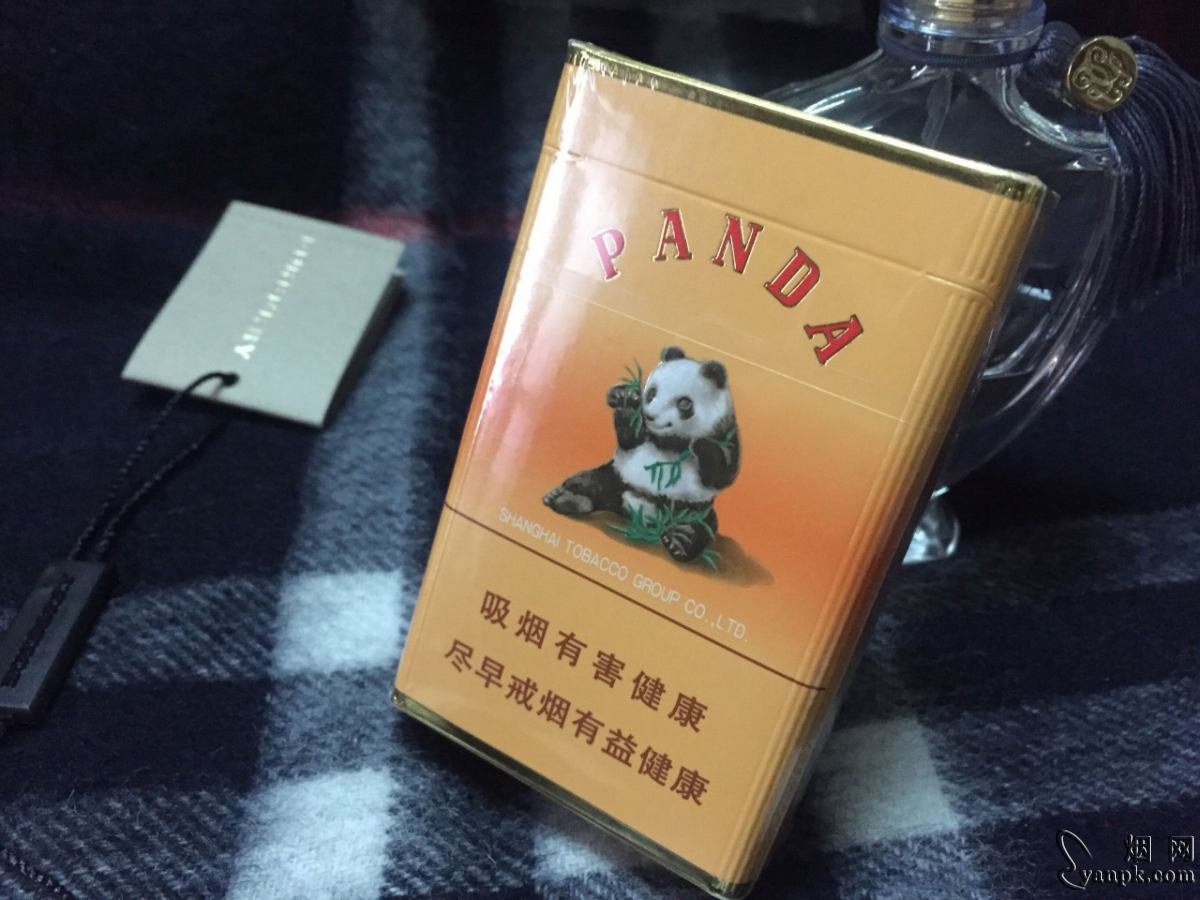 PANDA
SHANGHAI TOBACCO GROUP CO.,LTD.
吸烟有害健康
尽早戒烟有益健康
烟网
yanpk.com